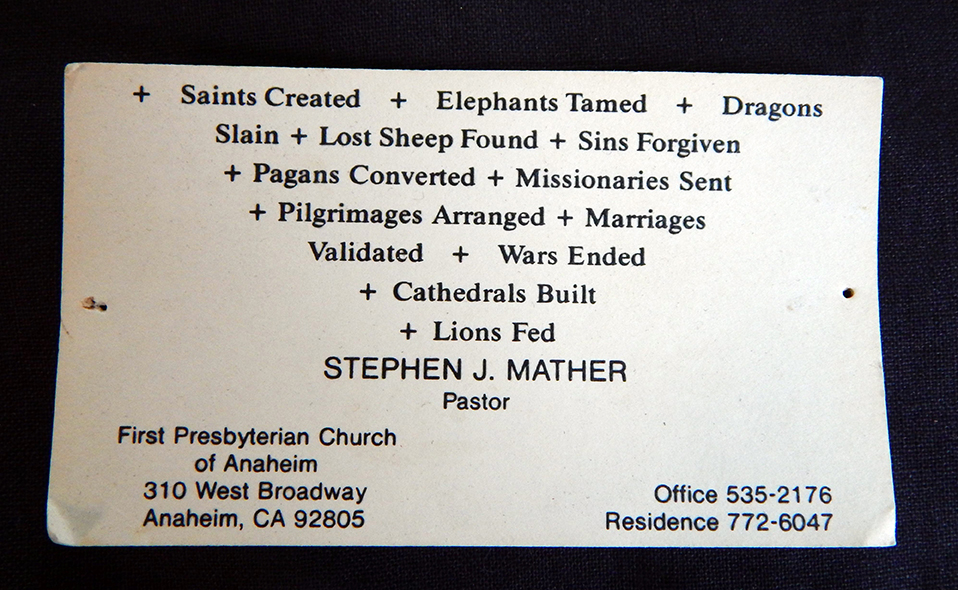 + Saints Created + Elephants Tamed + Dragons
Slain + Lost Sheep Found + Sins Forgiven
+ Pagans Converted + Missionaries Sent
+ Pilgrimages Arranged + Marriages
Validated + Wars Ended
+ Cathedrals Built
+ Lions Fed
STEPHEN J. MATHER
Pastor
First Presbyterian Church
of Anaheim
310 West Broadway
Anaheim, CA 92805
Office 535-2176
Residence 772-6047